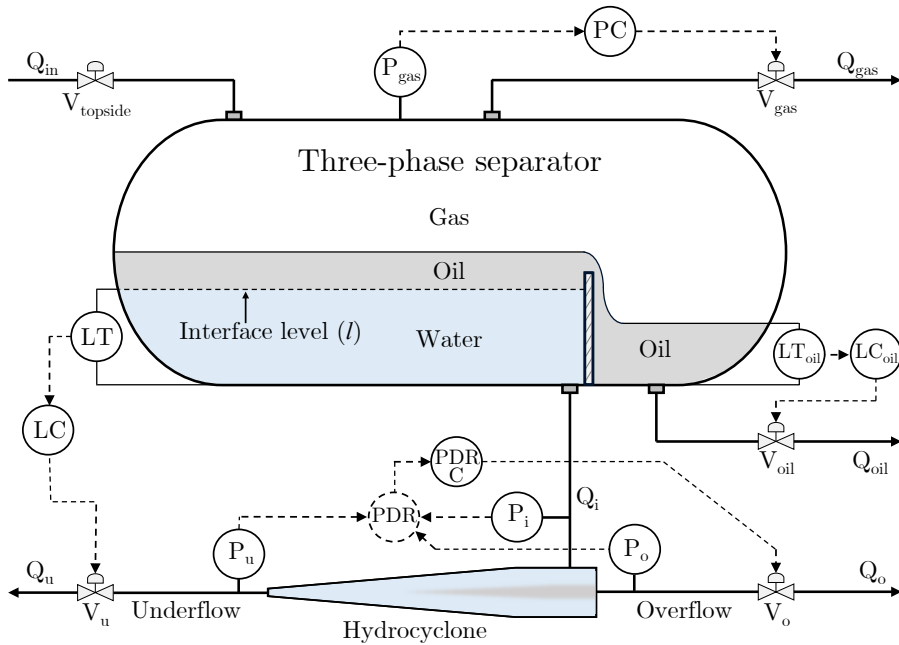 PC
Q_in
P_gas
Q_gas
V_topside
V_gas
Three-phase separator
Gas
Oil
Interface level (l)
Water
Oil
LT
LT_oil
LC_oil
LC
PDR
C
V_oil
Q_oil
Q_i
PDR
P_i
P_u
P_o
Q_u
Q_o
V_u
Underflow
Overflow
V_o
Hydrocyclone